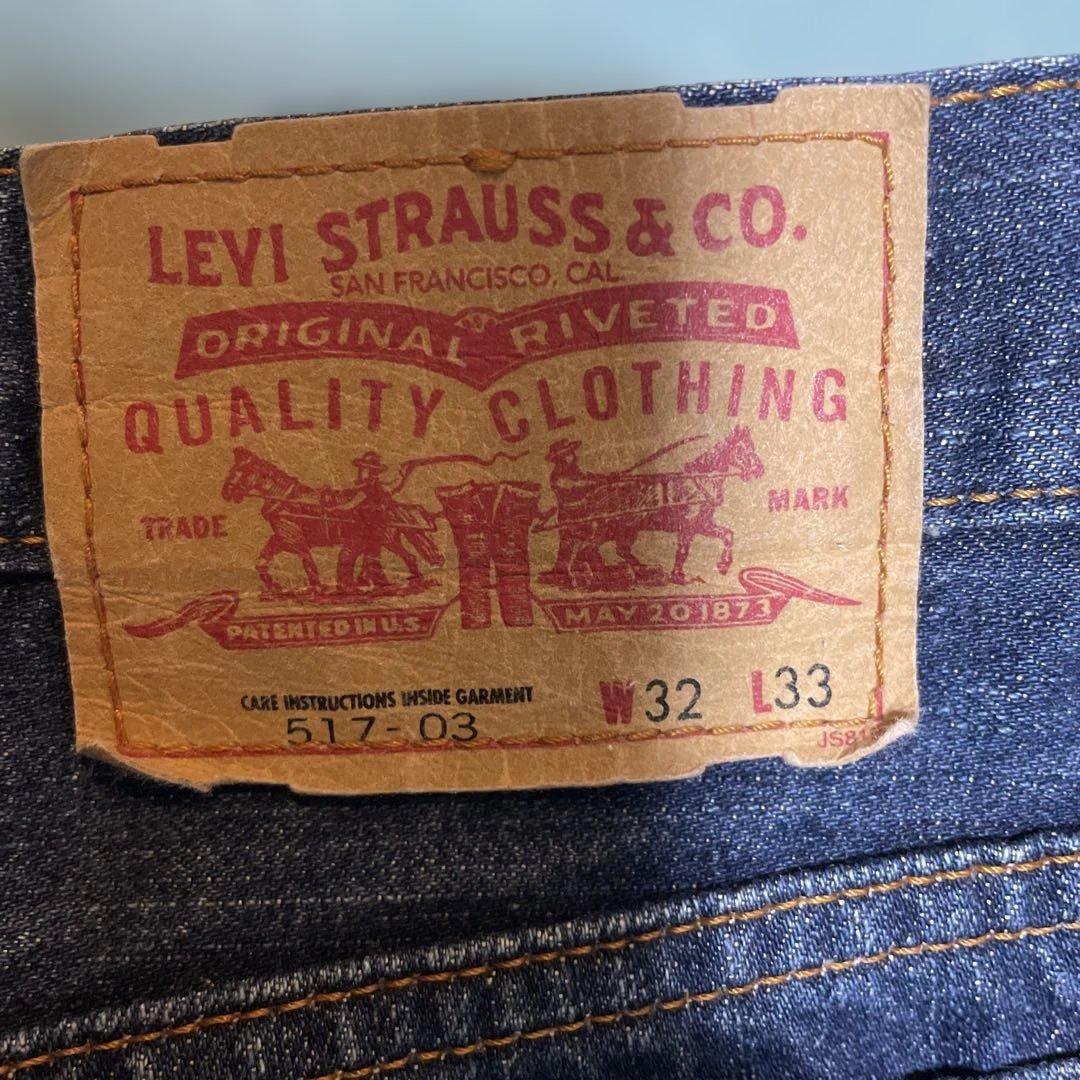 LEVI STRAUSS & CO.
SAN FRANCISCO, CAL.
ORIGINAL RIVETED
QUALITY CLOTHING
TRADE MARK
PATENTED IN U.S. MAY 20 1873
CARE INSTRUCTIONS INSIDE GARMENT
517-03 W32 L33